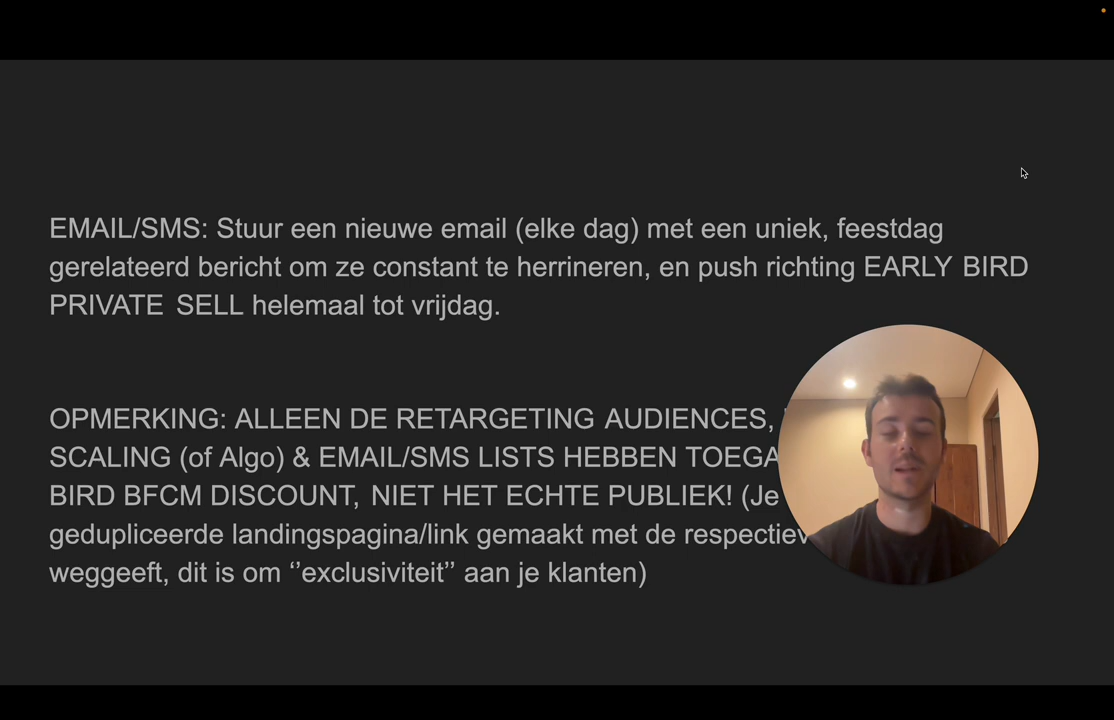 EMAIL/SMS: Stuur een nieuwe email (elke dag) met een uniek, feestdag
gerelateerd bericht om ze constant te herrineren, en push richting EARLY BIRD
PRIVATE SELL helemaal tot vrijdag.
OPMERKING: ALLEEN DE RETARGETING AUDIENCES,
SCALING (of Algo) & EMAIL/SMS LISTS HEBBEN
BIRD BFCM DISCOUNT, NIET HET ECHTE PUBLIEK! (Je
gedupliceerde landingspagina/link gemaakt met de
weggeeft, dit is om ‘’exclusiviteit’’ aan je klanten)